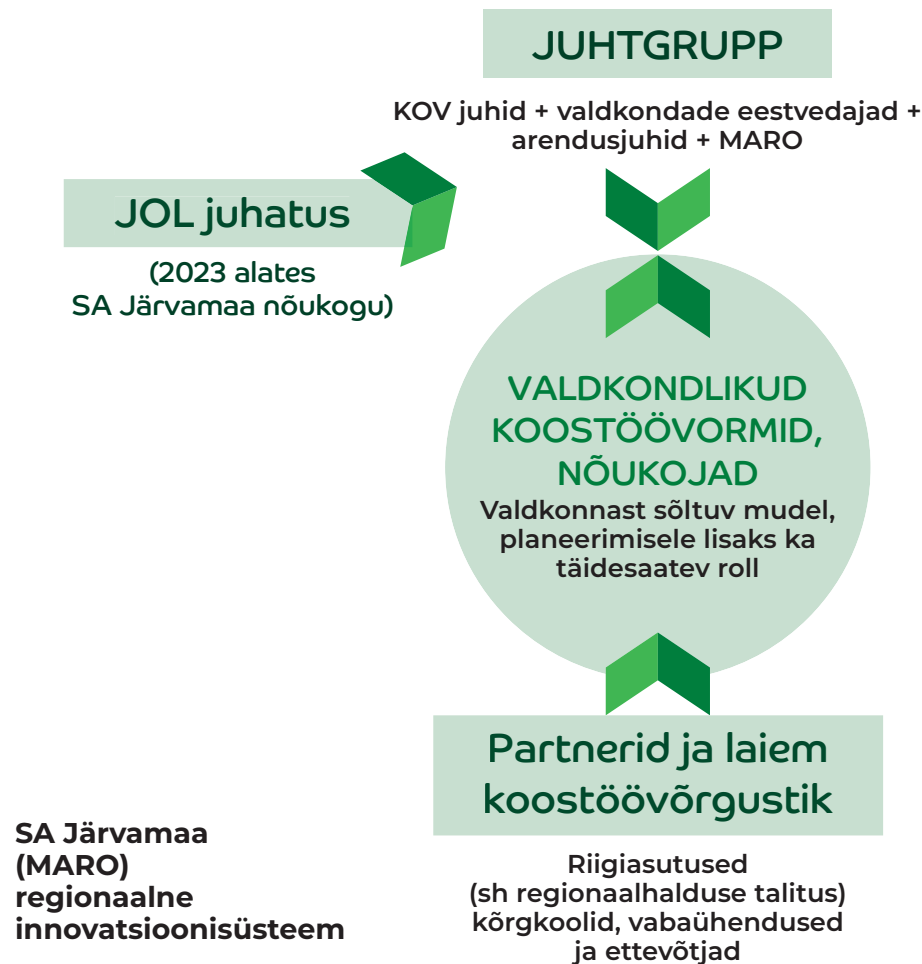 JUHTGRUPP
KOV juhid + valdkondade eestvedajad +
arendusjuhid + MARO
JOL juhatus
(2023 alates
SA Järvamaa nõukogu)
VALDKONDLIKUD
KOOSTÖÖVORMID,
NÕUKOJAD
Valdkonnast sõltuv mudel,
planeerimisele lisaks ka
täidesaatev roll
Partnerid ja laiem
koostöövõrgustik
Riigiasutused
(sh regionaalhalduse talitus)
kõrgkoolid, vabaühendused
ja ettevõtjad
SA Järvamaa
(MARO)
regionaalne
innovatsioonisüsteem